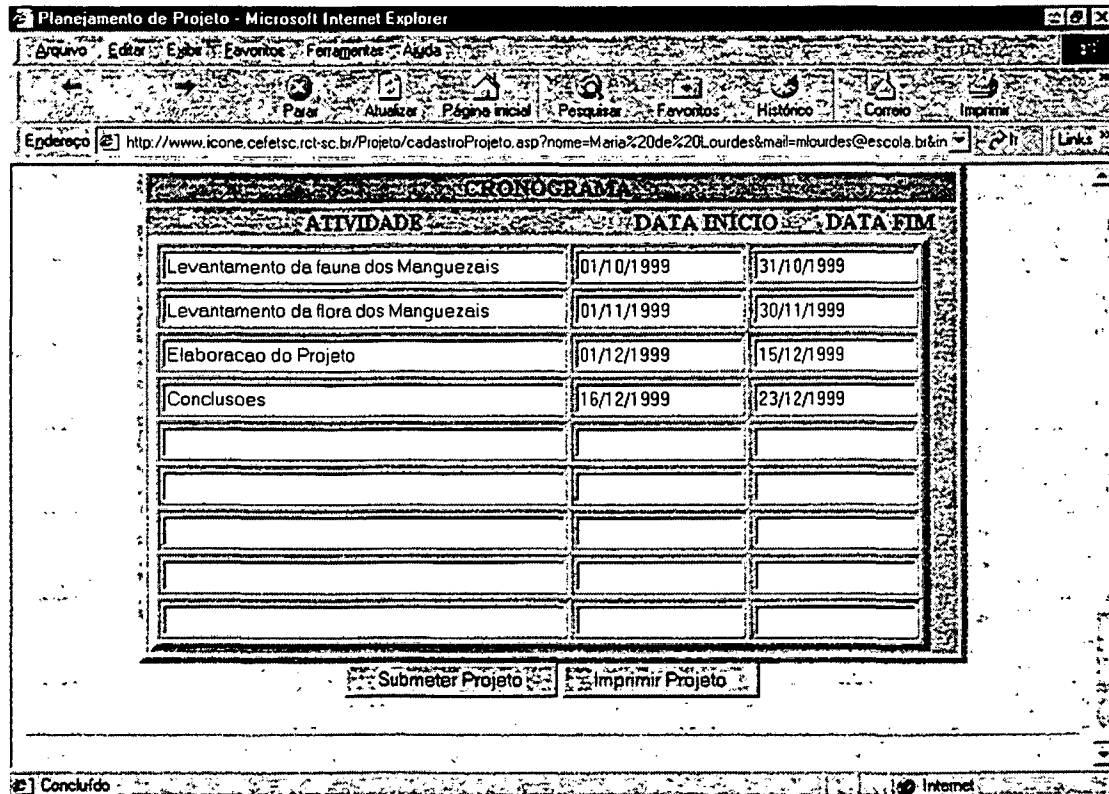 Planejamento de Projeto - Microsoft Internet Explorer
Arquivo Editar Exibir Favoritos Ferramentas Ajuda
Parar Atualizar Página inicial Pesquisar Favoritos Histórico Correio Imprimir
Endereço http://www.icone.cefetsc.rct-sc.br/Projeto/cadastroProjeto.asp?nome=Maria%20de%20Lourdes&mail=mlourdes@escola.br&in Ir Links »
CRONOGRAMA
ATIVIDADE DATA INÍCIO DATA FIM
Levantamento da fauna dos Manguezais 01/10/1999 31/10/1999
Levantamento da flora dos Manguezais 01/11/1999 30/11/1999
Elaboracao do Projeto 01/12/1999 15/12/1999
Conclusoes 16/12/1999 23/12/1999
Submeter Projeto Imprimir Projeto
Concluído Internet